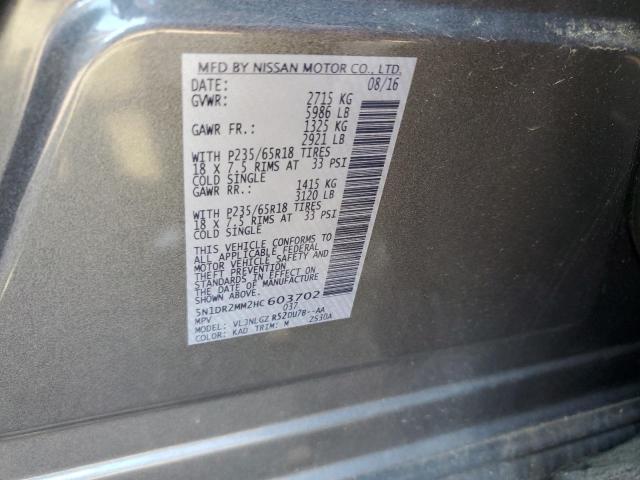 MFD BY NISSAN MOTOR CO., LTD.
DATE: 08/16
GVWR: 2715 KG
5986 LB
GAWR FR.: 1325 KG
2921 LB
WITH P235/65R18 TIRES
18 X 7.5 RIMS AT 33 PSI
COLD SINGLE
GAWR RR.: 1415 KG
3120 LB
WITH P235/65R18 TIRES
18 X 7.5 RIMS AT 33 PSI
COLD SINGLE
THIS VEHICLE CONFORMS TO
ALL APPLICABLE FEDERAL
MOTOR VEHICLE SAFETY AND
THEFT PREVENTION
STANDARDS IN EFFECT ON
THE DATE OF MANUFACTURE
SHOWN ABOVE.
5N1DR2MM2HC603702
MPV 037
MODEL: VLJNLGZ R52DU7B--AA
COLOR: KAD TRIM: M ZS30A